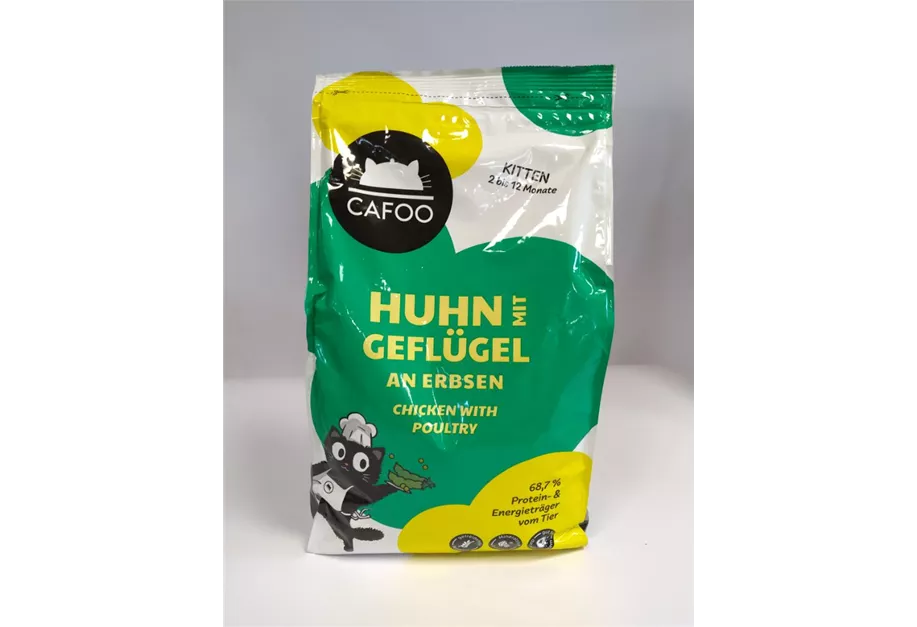 CAFOO
KITTEN
2 bis 12 Monate
HUHN MIT
GEFLÜGEL
AN ERBSEN
CHICKEN WITH
POULTRY
68,7 %
Protein- &
Energieträger
vom Tier